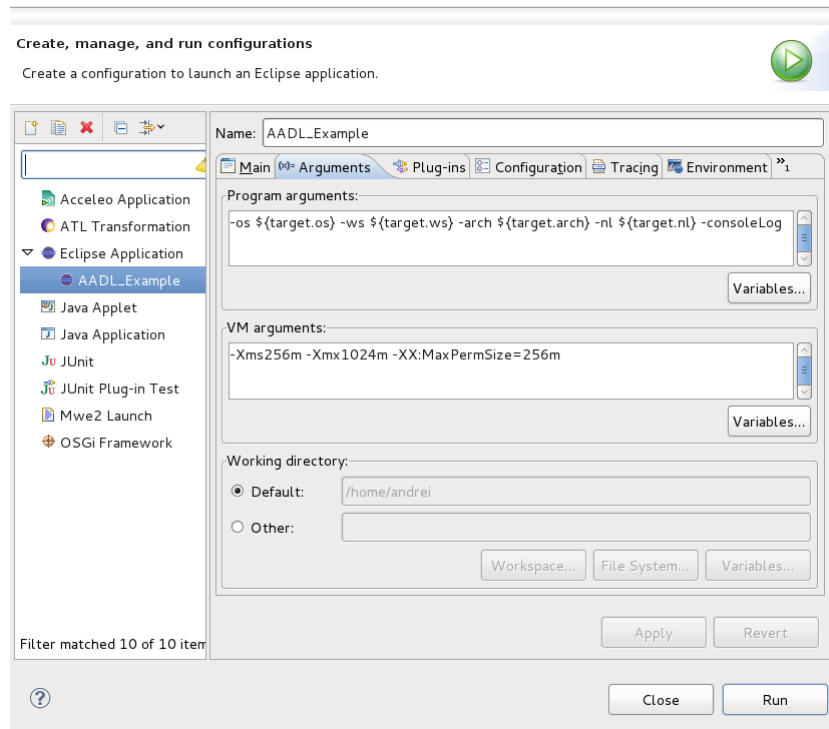 Create, manage, and run configurations
Create a configuration to launch an Eclipse application.
Name: AADL_Example
Main (x)= Arguments Plug-ins Configuration Tracing Environment »1
Acceleo Application
ATL Transformation
Eclipse Application
AADL_Example
Java Applet
Java Application
Ju JUnit
Jü JUnit Plug-in Test
Mwe2 Launch
OSGi Framework
Filter matched 10 of 10 item
Program arguments:
-os ${target.os} -ws ${target.ws} -arch ${target.arch} -nl ${target.nl} -consoleLog
Variables...
VM arguments:
-Xms256m -Xmx1024m -XX:MaxPermSize=256m
Variables...
Working directory:
Default: /home/andrei
Other:
Workspace... File System... Variables...
Apply Revert
? Close Run